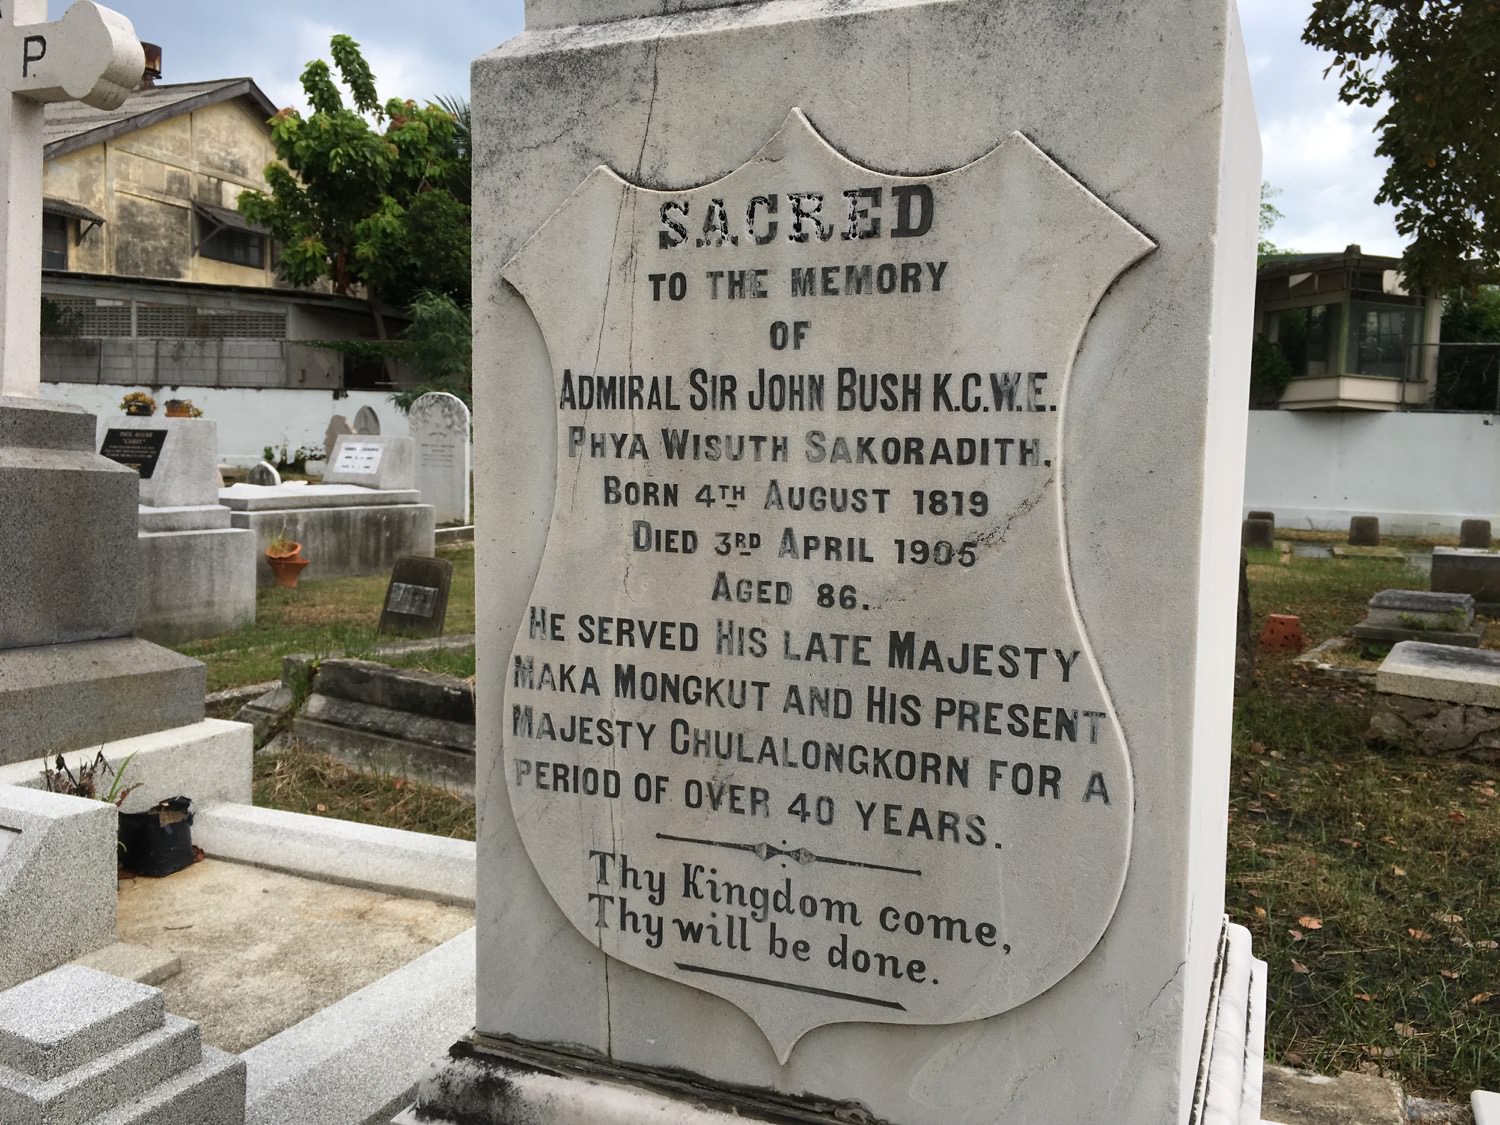 P.
SACRED
TO THE MEMORY
OF
ADMIRAL SIR JOHN BUSH K.C.W.E.
PHYA WISUTH SAKORADITH.
BORN 4TH AUGUST 1819
DIED 3RD APRIL 1905
AGED 86.
HE SERVED HIS LATE MAJESTY
MAKA MONGKUT AND HIS PRESENT
MAJESTY CHULALONGKORN FOR A
PERIOD OF OVER 40 YEARS.
Thy Kingdom come,
Thy will be done.